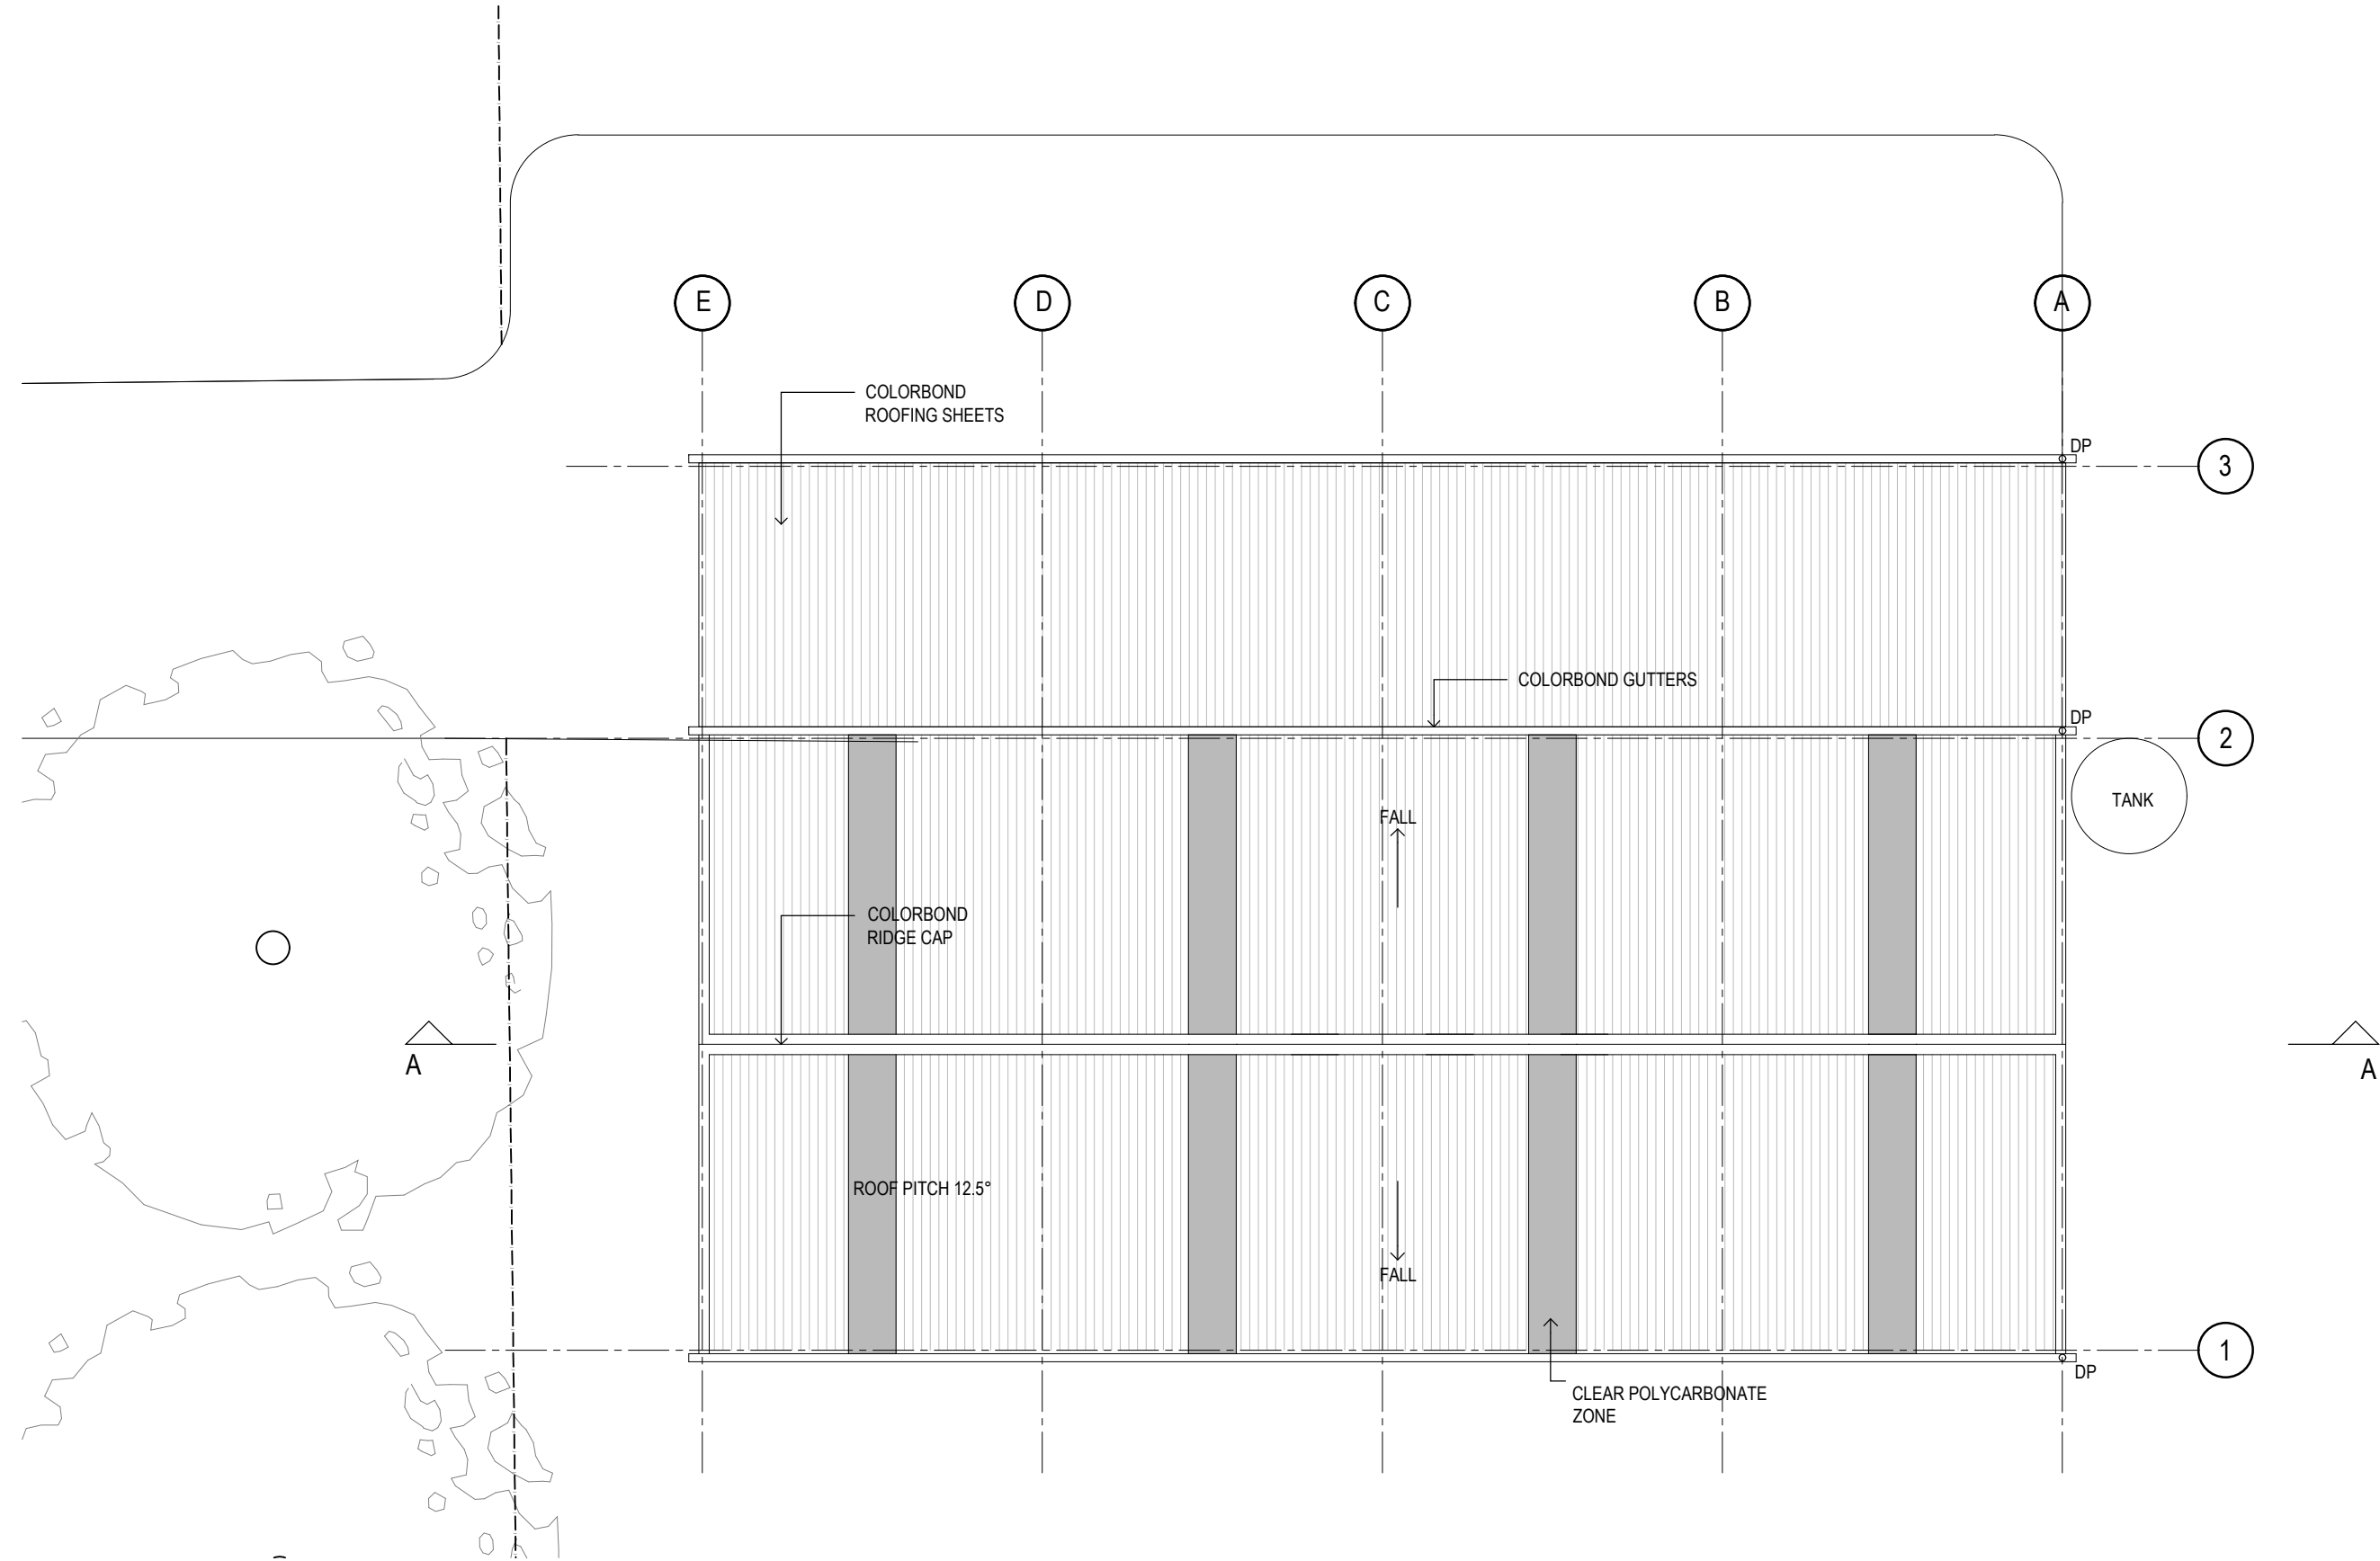 E
D
C
B
A
COLORBOND
ROOFING SHEETS
DP
3
COLORBOND GUTTERS
DP
2
TANK
FALL
COLORBOND
RIDGE CAP
A
A
ROOF PITCH 12.5°
FALL
1
DP
CLEAR POLYCARBONATE
ZONE